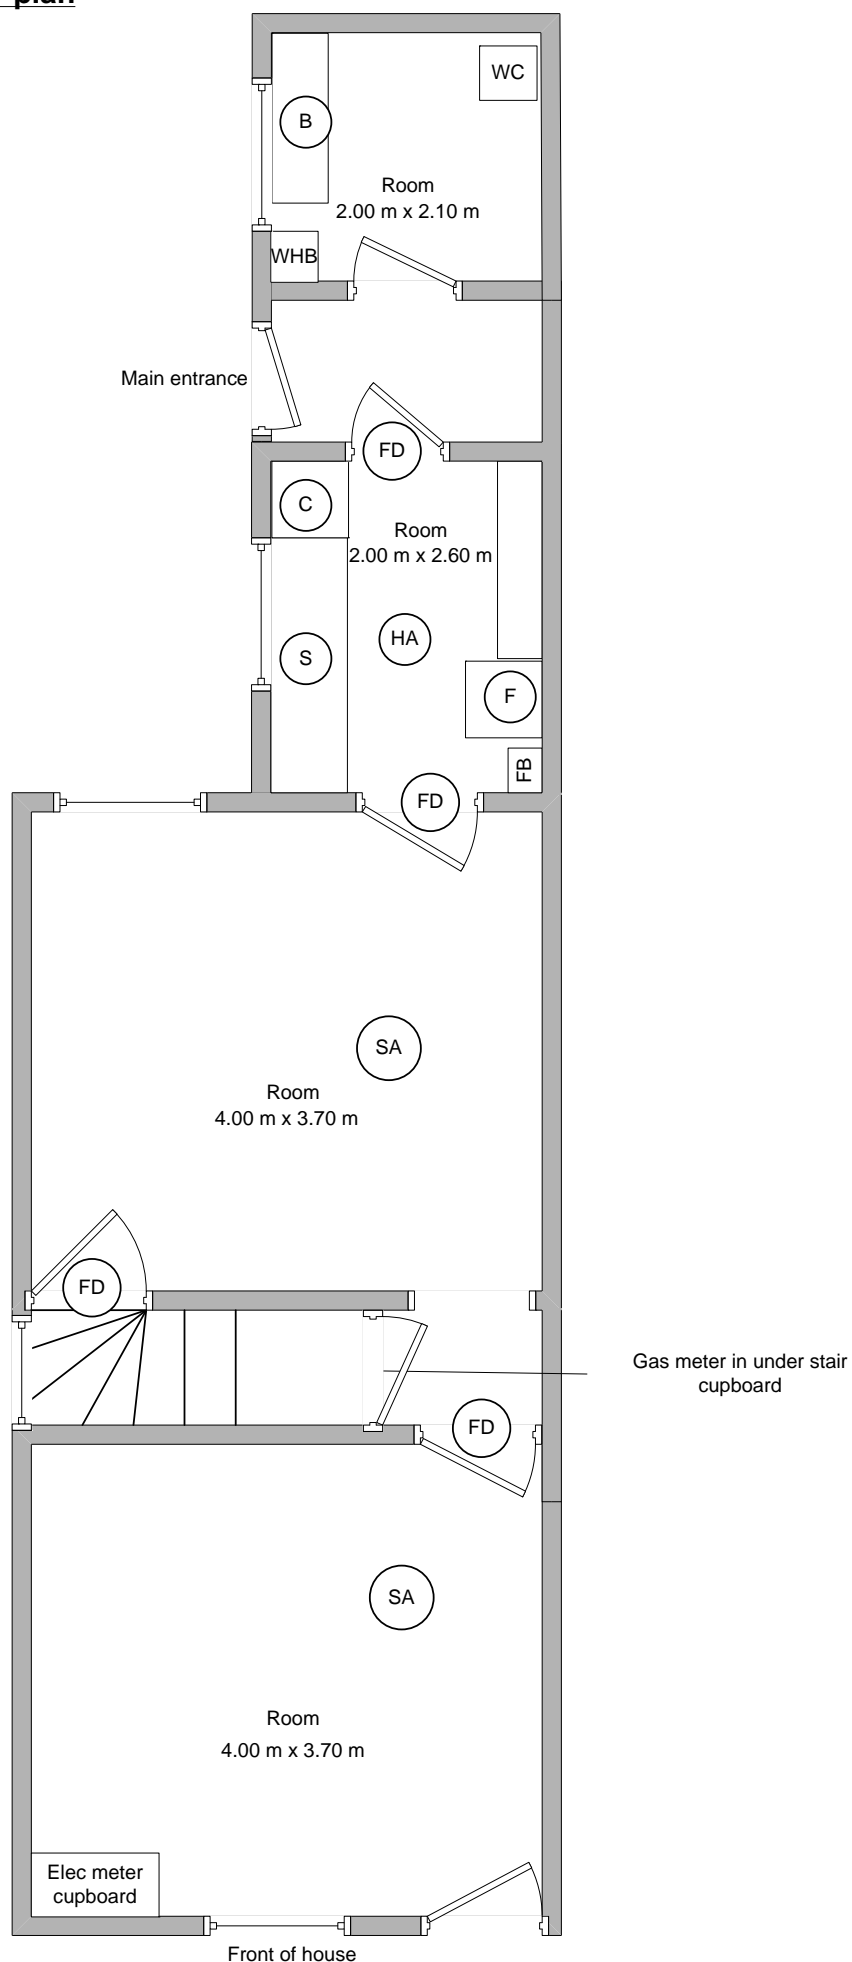 plan
WC
B
Room
2.00 m x 2.10 m
WHB
Main entrance
FD
C
Room
2.00 m x 2.60 m
HA
S
F
FB
FD
SA
Room
4.00 m x 3.70 m
FD
Gas meter in under stair
cupboard
FD
SA
Room
4.00 m x 3.70 m
Elec meter
cupboard
Front of house